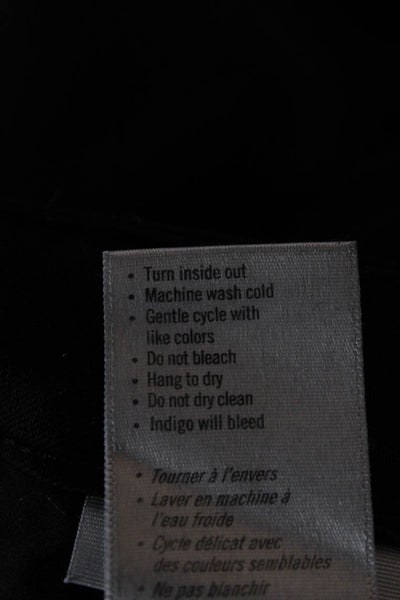 • Turn inside out
• Machine wash cold
• Gentle cycle with
like colors
• Do not bleach
• Hang to dry
• Do not dry clean
• Indigo will bleed
• Tourner à l'envers
• Laver en machine à
l'eau froide
• Cycle délicat avec
des couleurs semblables
• Ne pas blanchir